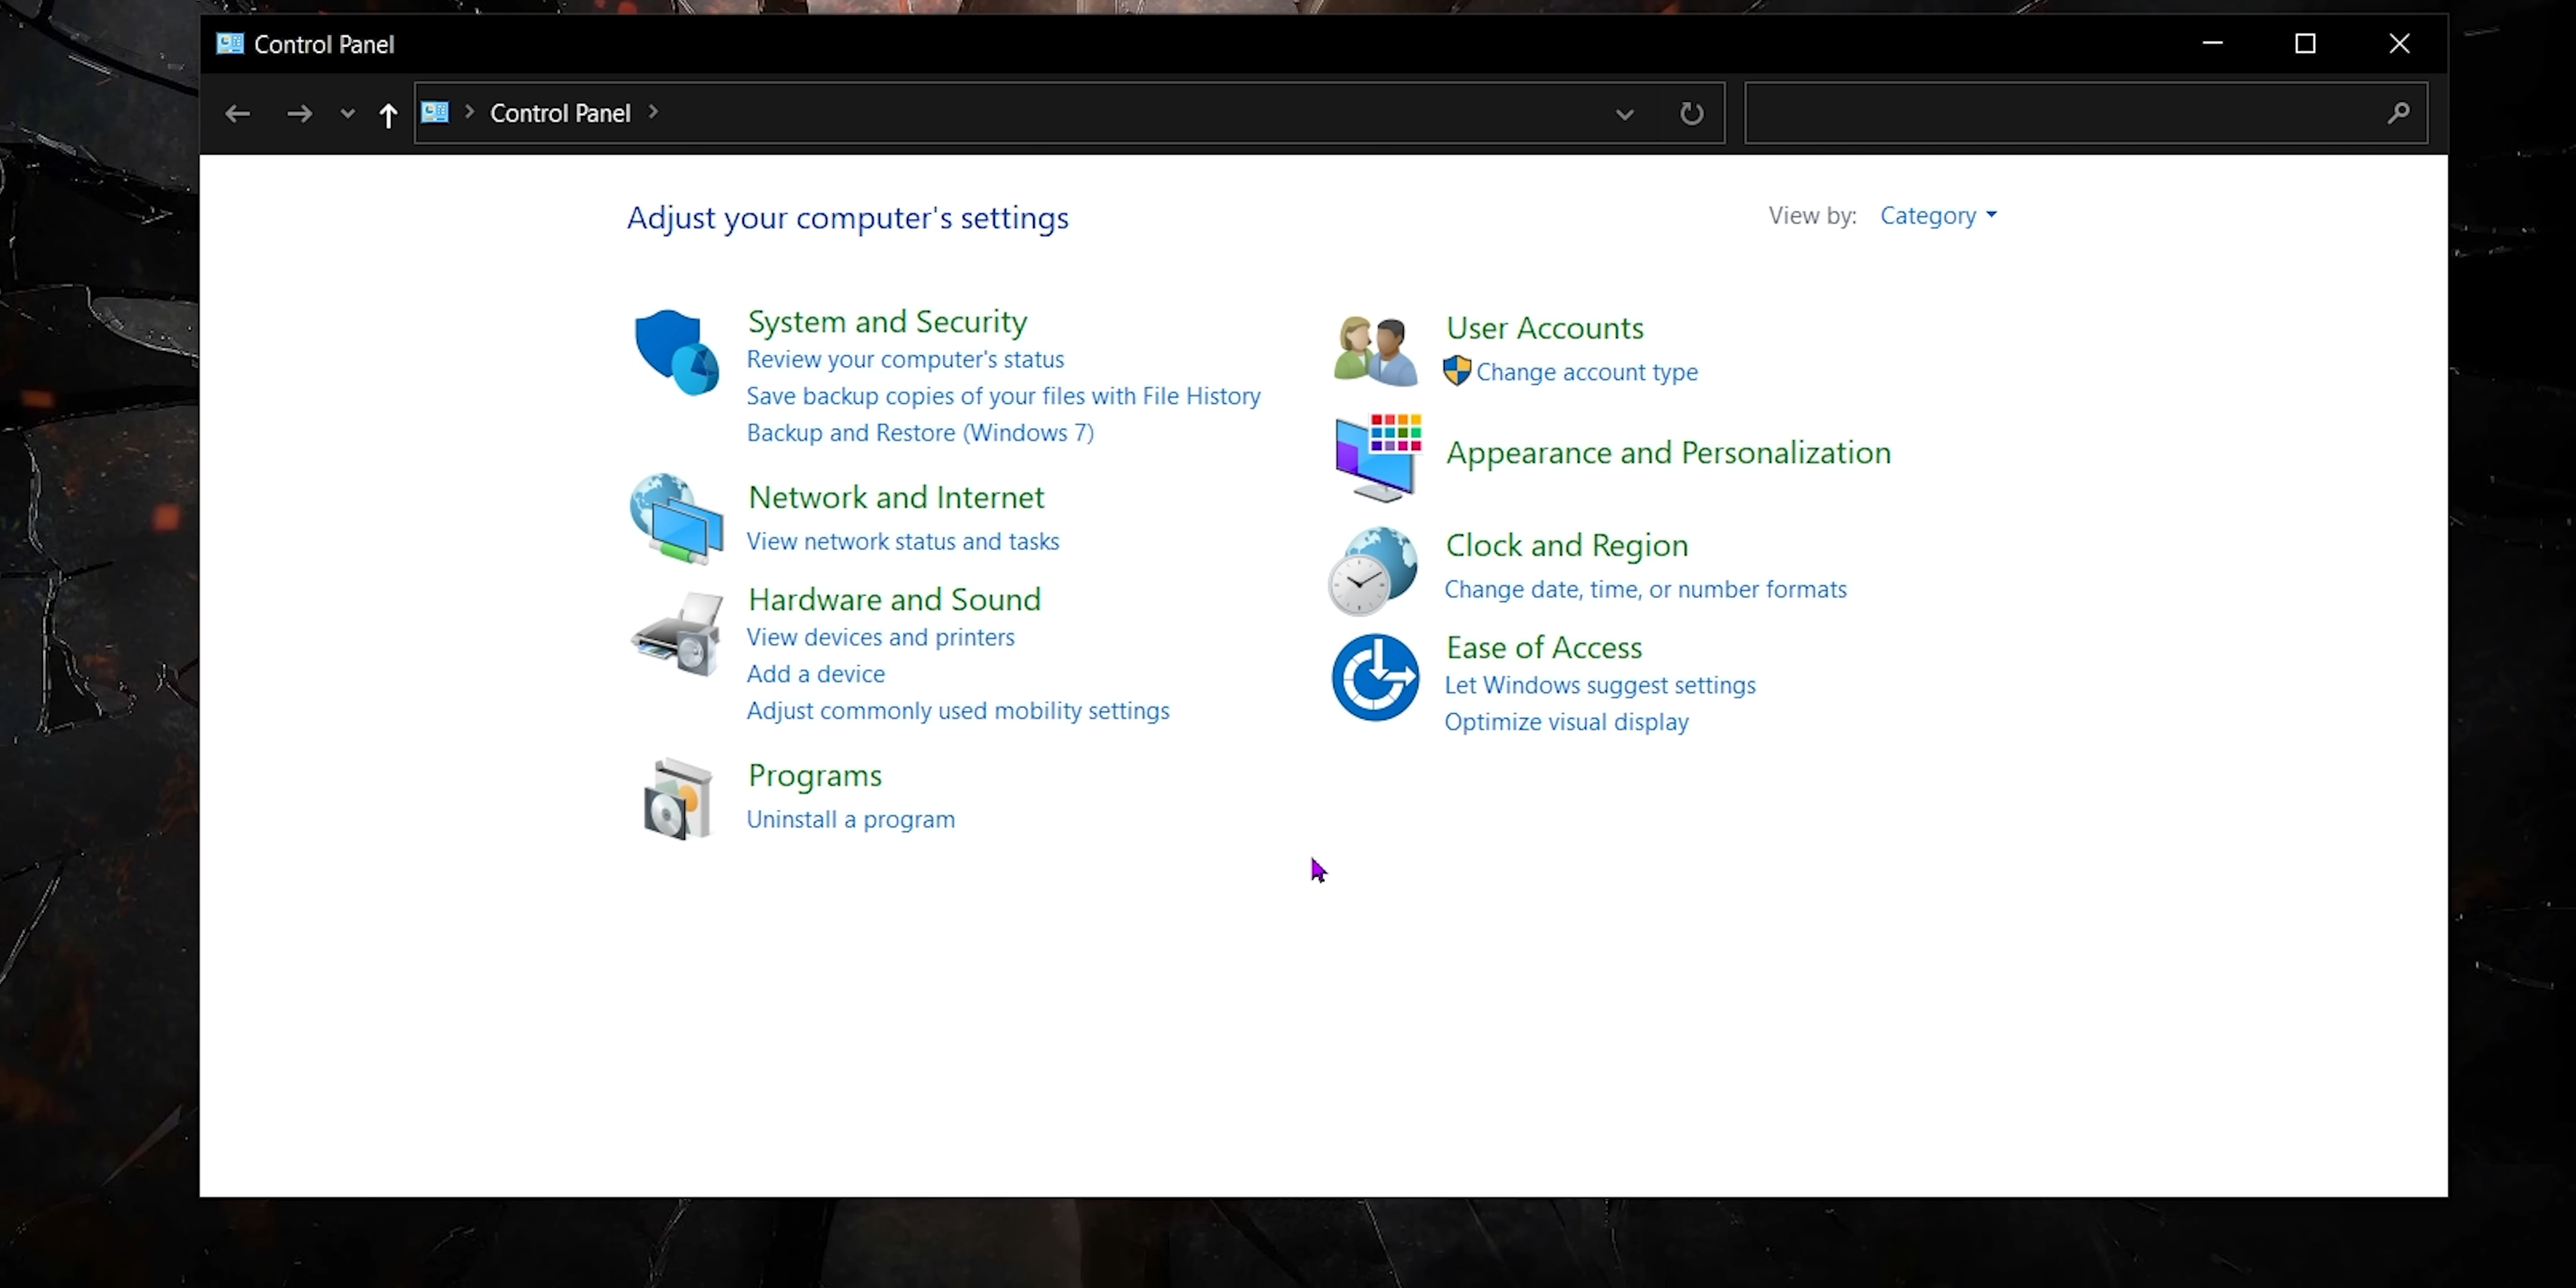 Control Panel
Control Panel
Adjust your computer's settings
View by: Category
System and Security
Review your computer's status
Save backup copies of your files with File History
Backup and Restore (Windows 7)
Network and Internet
View network status and tasks
Hardware and Sound
View devices and printers
Add a device
Adjust commonly used mobility settings
Programs
Uninstall a program
User Accounts
Change account type
Appearance and Personalization
Clock and Region
Change date, time, or number formats
Ease of Access
Let Windows suggest settings
Optimize visual display